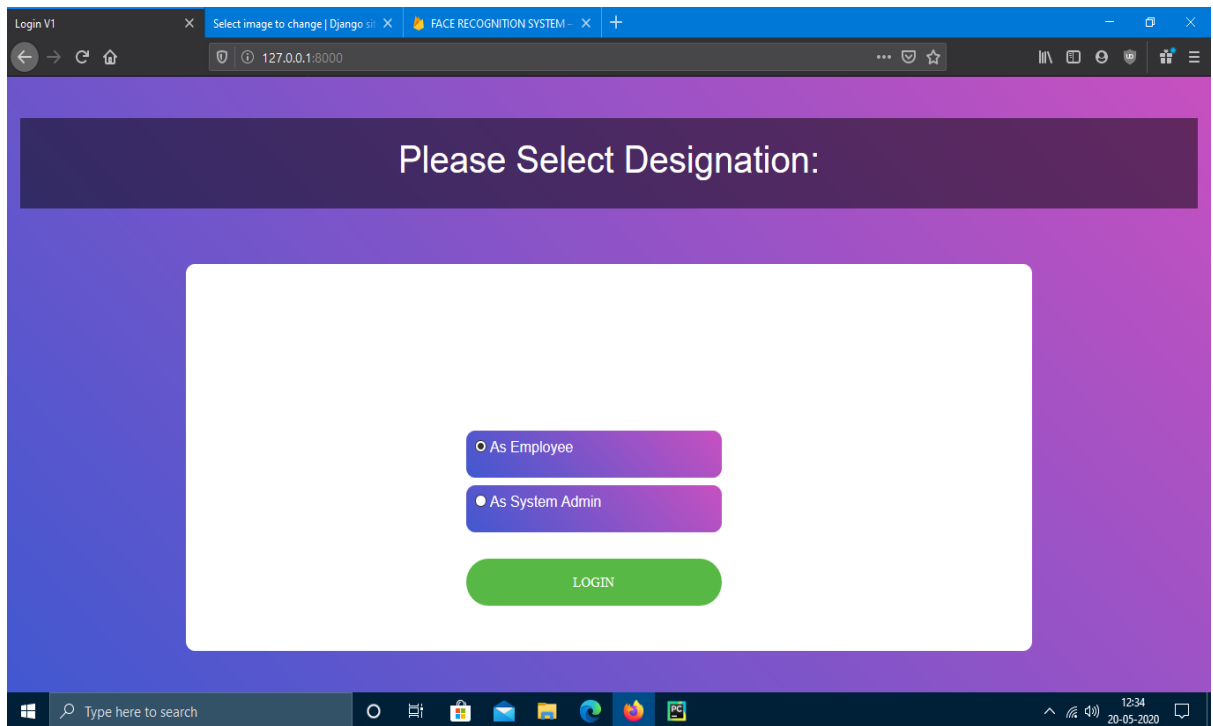 Login V1
Select image to change | Django sit
FACE RECOGNITION SYSTEM -
127.0.0.1:8000
Please Select Designation:
As Employee
As System Admin
LOGIN
Type here to search
PC
12:34
20-05-2020